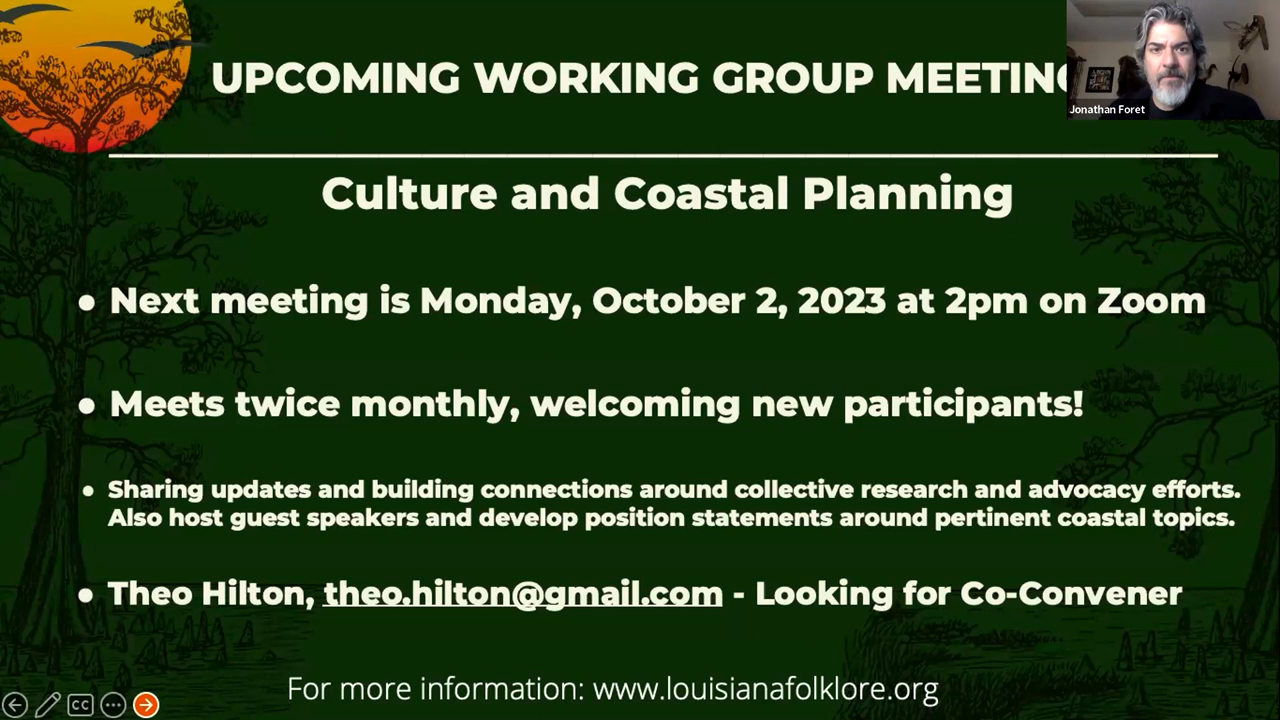 UPCOMING WORKING GROUP MEETING
Jonathan Foret
Culture and Coastal Planning
• Next meeting is Monday, October 2, 2023 at 2pm on Zoom
• Meets twice monthly, welcoming new participants!
• Sharing updates and building connections around collective research and advocacy efforts.
Also host guest speakers and develop position statements around pertinent coastal topics.
• Theo Hilton, theo.hilton@gmail.com - Looking for Co-Convener
For more information: www.louisianafolklore.org
CC